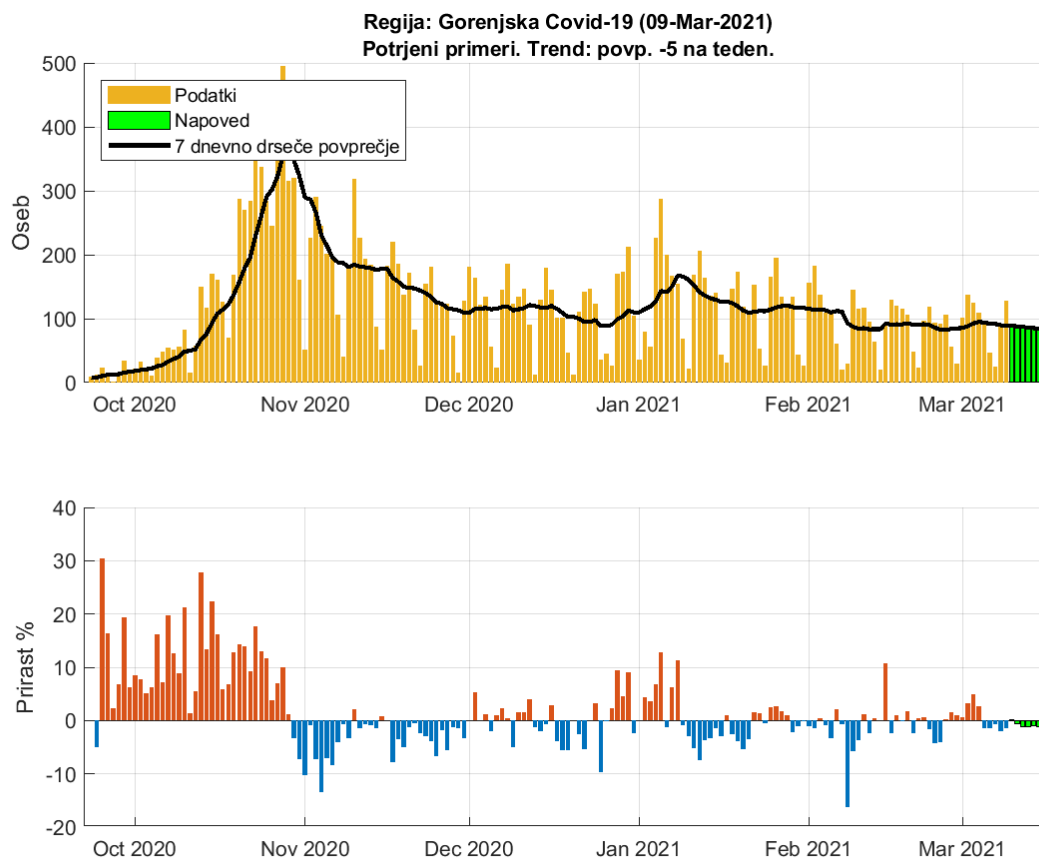 Regija: Gorenjska Covid-19 (09-Mar-2021)
Potrjeni primeri. Trend: povp. -5 na teden.
500
400
300
200
100
0
Oseb
Podatki
Napoved
7 dnevno drseče povprečje
Oct 2020 Nov 2020 Dec 2020 Jan 2021 Feb 2021 Mar 2021
40
30
20
10
0
-10
-20
Prirast %
Oct 2020 Nov 2020 Dec 2020 Jan 2021 Feb 2021 Mar 2021